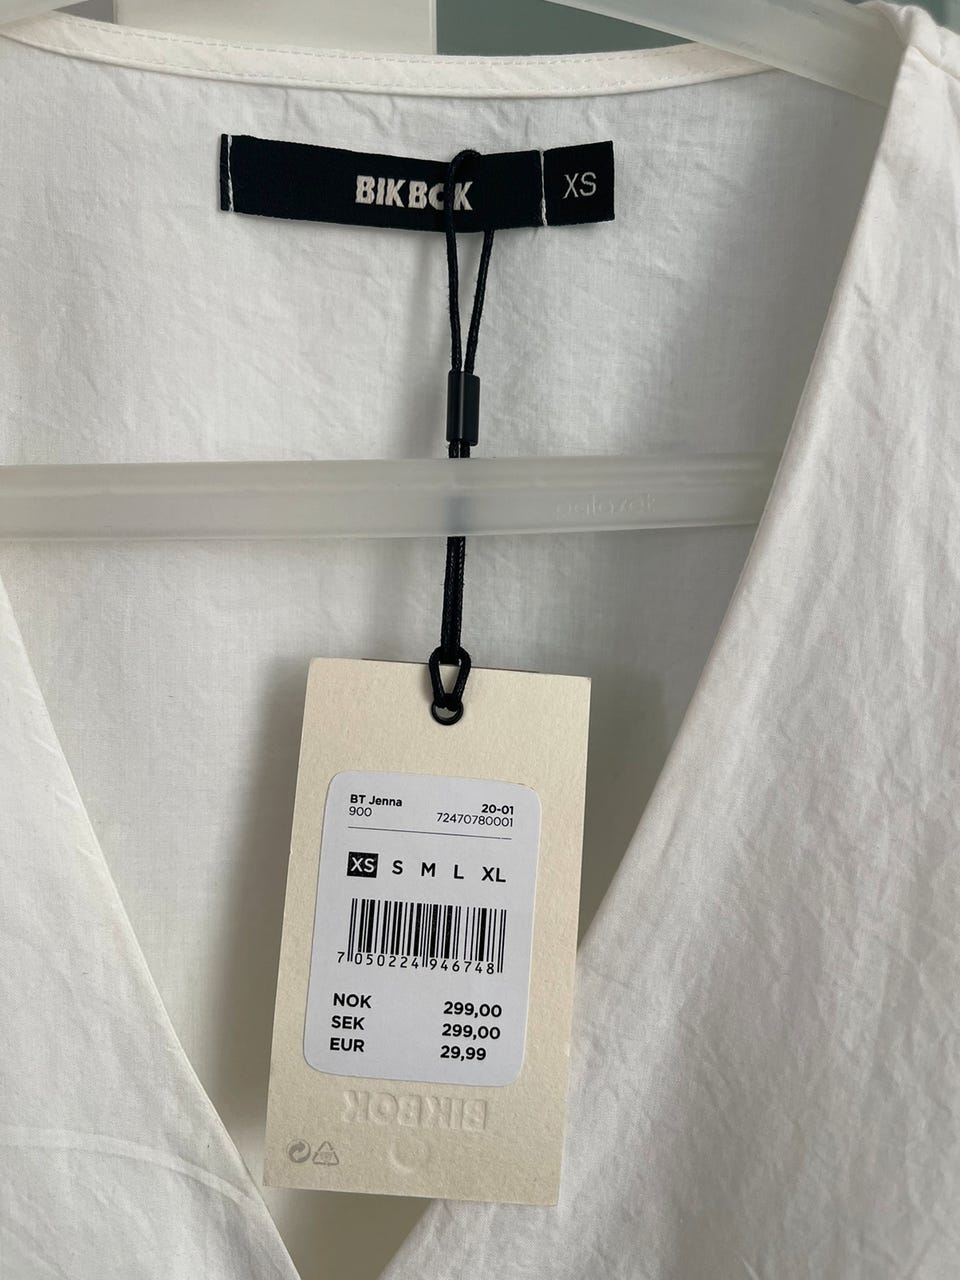 BIKBOK XS
BT Jenna 20-01
900 72470780001
XS S M L XL
7 050224 946748
NOK 299,00
SEK 299,00
EUR 29,99
BIKBOK